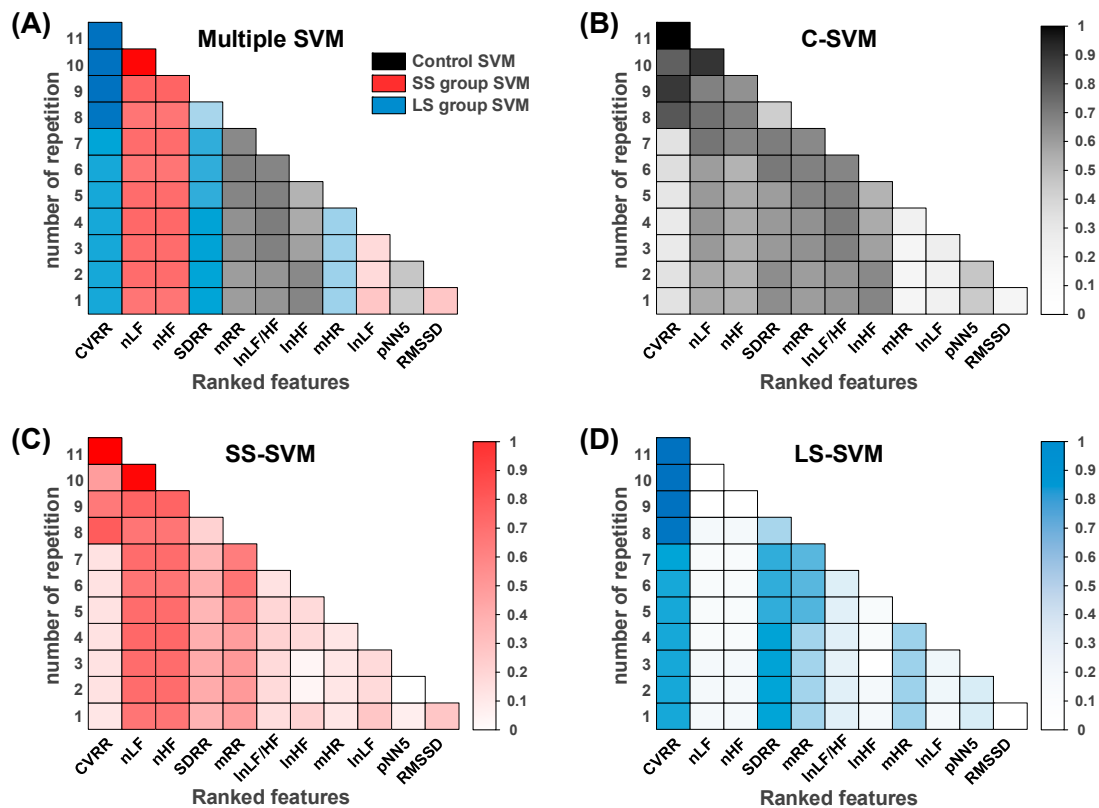 (A)
Multiple SVM
Control SVM
SS group SVM
LS group SVM
number of repetition
11
10
9
8
7
6
5
4
3
2
1
CVRR
nLF
nHF
SDRR
mRR
lnLF/HF
lnHF
mHR
lnLF
pNN5
RMSSD
Ranked features
(B)
C-SVM
number of repetition
11
10
9
8
7
6
5
4
3
2
1
CVRR
nLF
nHF
SDRR
mRR
lnLF/HF
lnHF
mHR
lnLF
pNN5
RMSSD
Ranked features
1
0.9
0.8
0.7
0.6
0.5
0.4
0.3
0.2
0.1
0
(C)
SS-SVM
number of repetition
11
10
9
8
7
6
5
4
3
2
1
CVRR
nLF
nHF
SDRR
mRR
lnLF/HF
lnHF
mHR
lnLF
pNN5
RMSSD
Ranked features
1
0.9
0.8
0.7
0.6
0.5
0.4
0.3
0.2
0.1
0
(D)
LS-SVM
number of repetition
11
10
9
8
7
6
5
4
3
2
1
CVRR
nLF
nHF
SDRR
mRR
lnLF/HF
lnHF
mHR
lnLF
pNN5
RMSSD
Ranked features
1
0.9
0.8
0.7
0.6
0.5
0.4
0.3
0.2
0.1
0